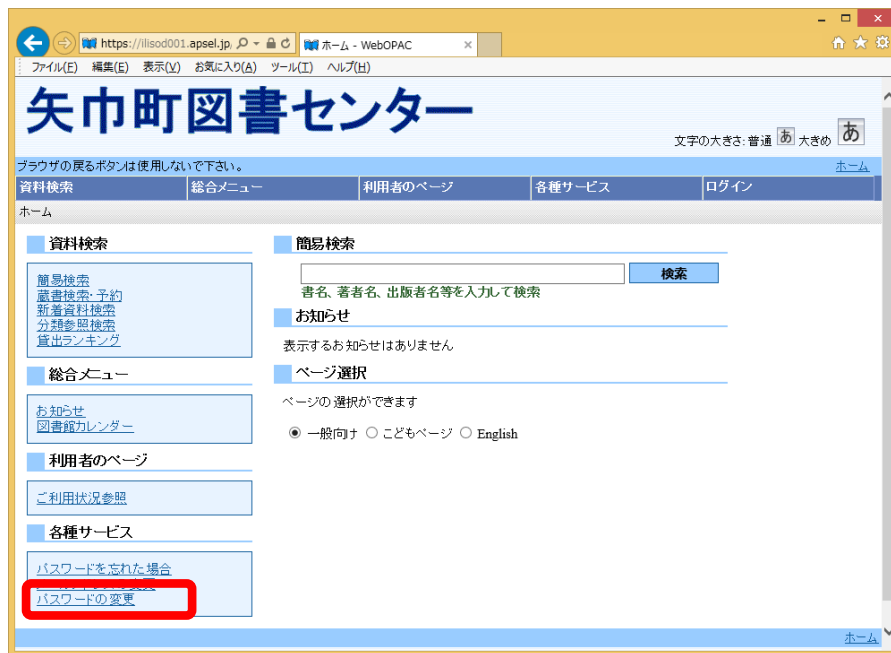 https://ilisod001.apsel.jp
ホーム - WebOPAC
ファイル(F) 編集(E) 表示(V) お気に入り(A) ツール(T) ヘルプ(H)
矢巾町図書センター
文字の大きさ: 普通 あ 大きめ あ
ブラウザの戻るボタンは使用しないで下さい。 ホーム
資料検索 総合メニュー 利用者のページ 各種サービス ログイン
ホーム
資料検索
簡易検索
蔵書検索・予約
新着資料検索
分類参照検索
貸出ランキング
総合メニュー
お知らせ
図書館カレンダー
利用者のページ
ご利用状況参照
各種サービス
パスワードを忘れた場合
パスワードの変更
簡易検索
検索
書名、著者名、出版者名等を入力して検索
お知らせ
表示するお知らせはありません
ページ選択
ページの選択ができます
一般向け こどもページ English
ホーム